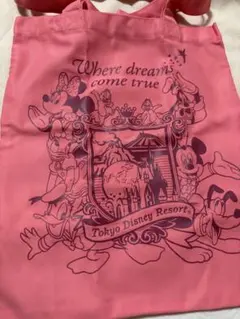 Where dreams
come true
Tokyo Disney Resort®